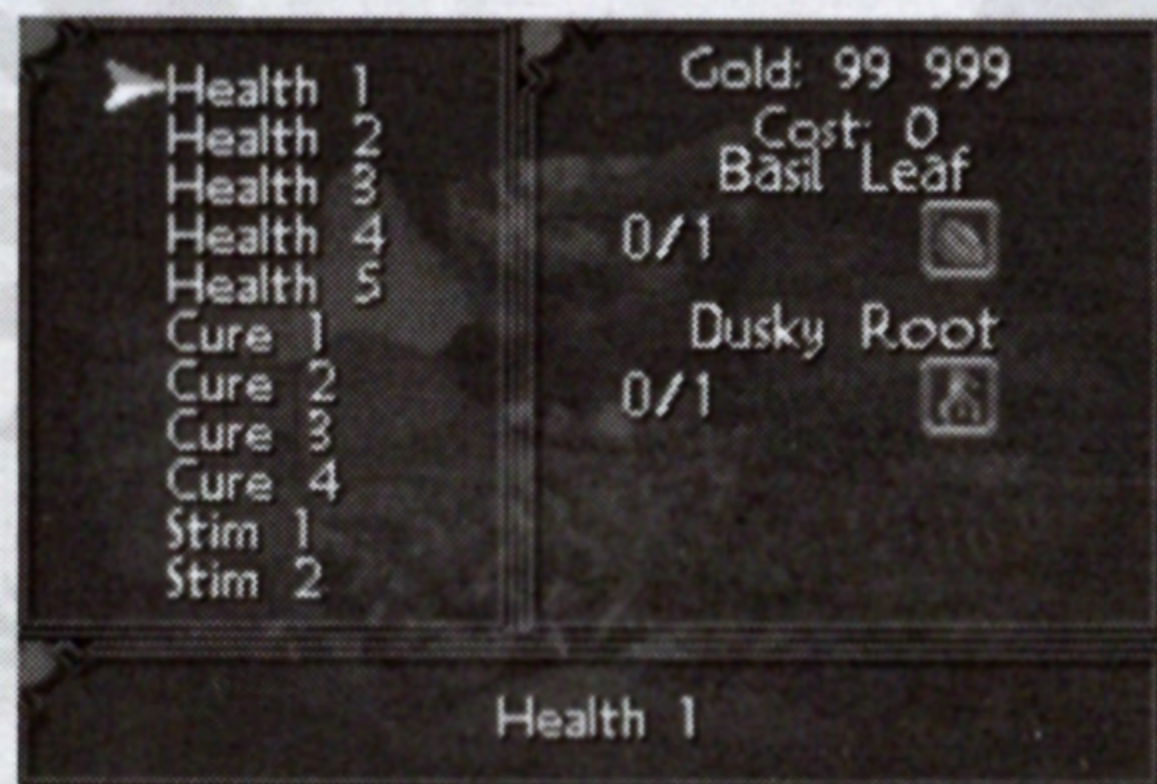 Health 1
Health 2
Health 3
Health 4
Health 5
Cure 1
Cure 2
Cure 3
Cure 4
Stim 1
Stim 2
Gold: 99 999
Cost: 0
Basil Leaf
0/1
Dusky Root
0/1
Health 1